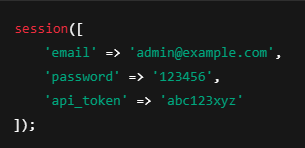 session([
    'email' => 'admin@example.com',
    'password' => '123456',
    'api_token' => 'abc123xyz'
]);